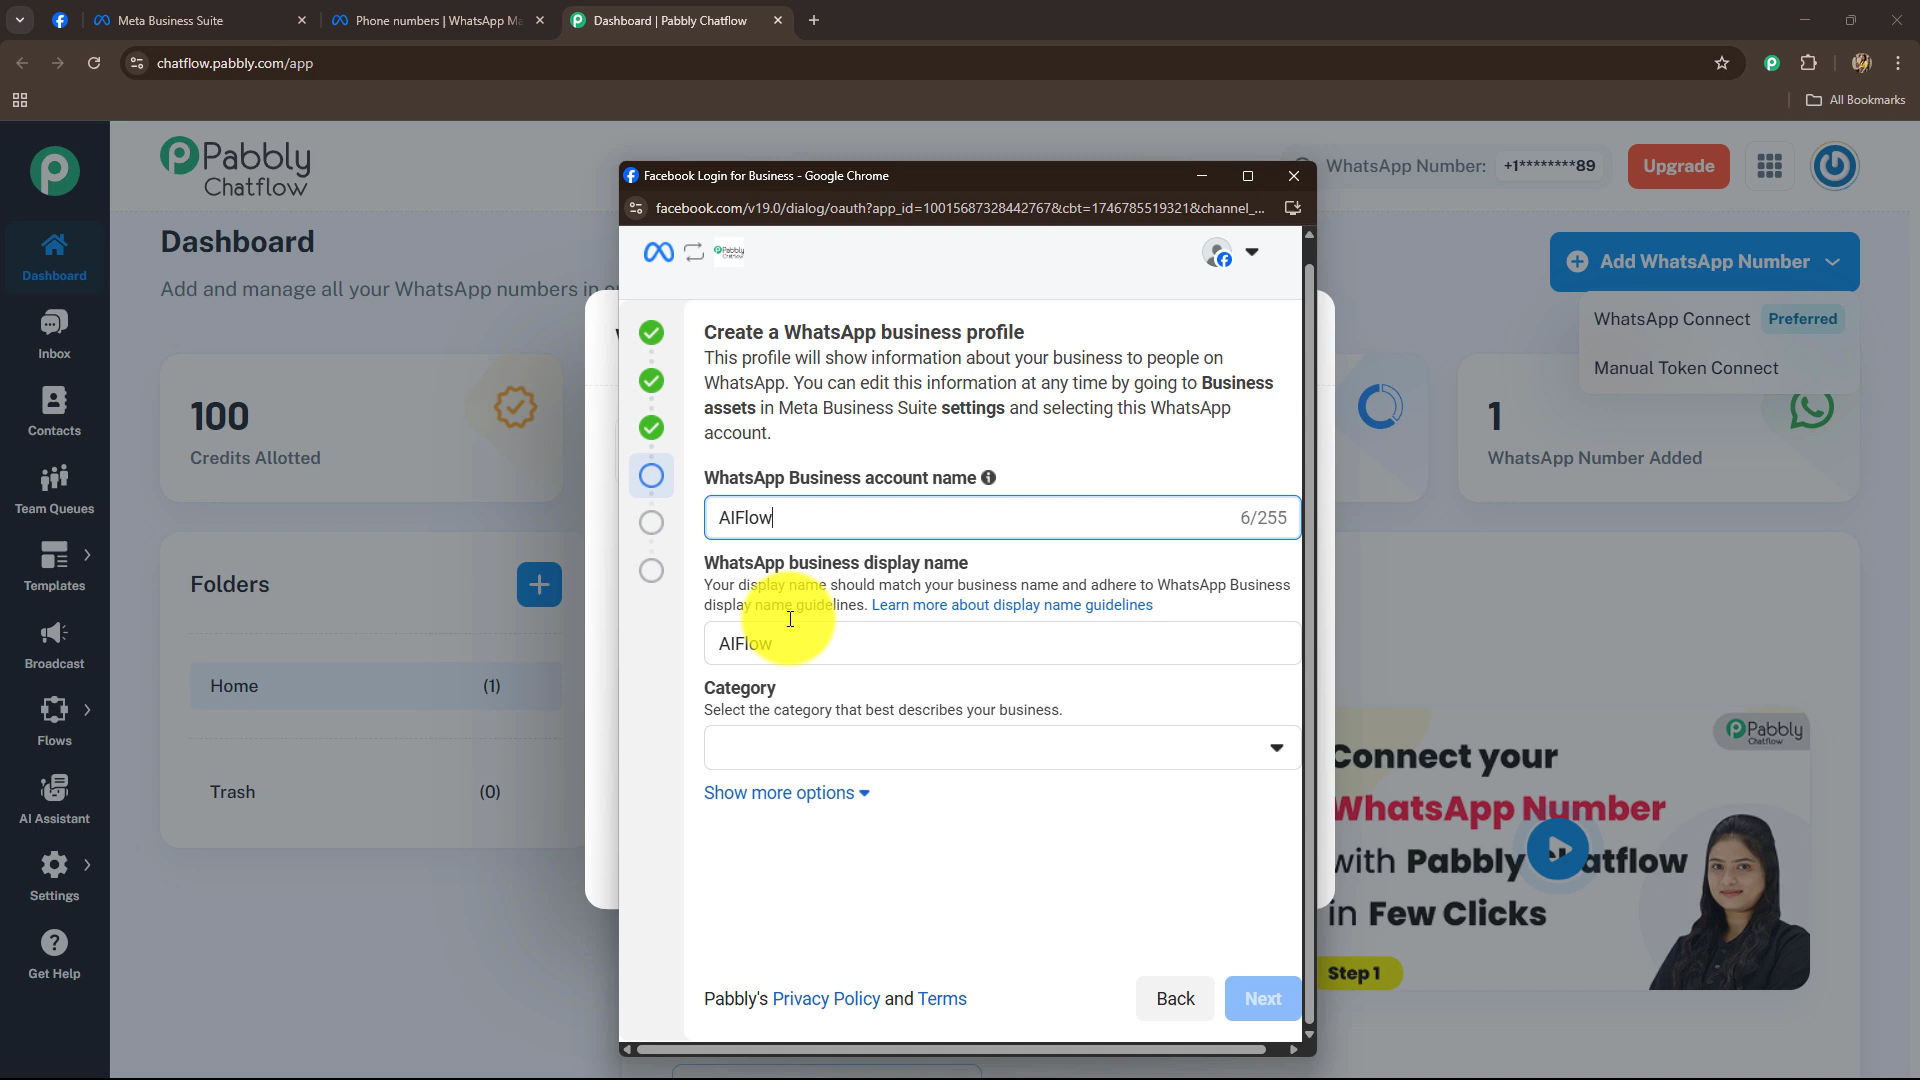 Meta Business Suite
Phone numbers | WhatsApp Ma
Dashboard | Pabbly Chatflow
chatflow.pabbly.com/app
All Bookmarks
Pabbly
Chatflow
WhatsApp Number: +1********89
Upgrade
Dashboard
Add and manage all your WhatsApp numbers in
Add WhatsApp Number
WhatsApp Connect Preferred
Manual Token Connect
Dashboard
Inbox
Contacts
Team Queues
Templates
Broadcast
Flows
AI Assistant
Settings
Get Help
100
Credits Allotted
1
WhatsApp Number Added
Folders
Home (1)
Trash (0)
Facebook Login for Business - Google Chrome
facebook.com/v19.0/dialog/oauth?app_id=1001568732844276&cbt=1746785519321&channel_...
Pabbly
Chatflow
Create a WhatsApp business profile
This profile will show information about your business to people on
WhatsApp. You can edit this information at any time by going to Business
assets in Meta Business Suite settings and selecting this WhatsApp
account.
WhatsApp Business account name
AIFlow 6/255
WhatsApp business display name
Your display name should match your business name and adhere to WhatsApp Business
display name guidelines. Learn more about display name guidelines
AIFlow
Category
Select the category that best describes your business.
Show more options
Pabbly's Privacy Policy and Terms
Back
Next
Pabbly
Chatflow
Connect your
WhatsApp Number
with Pabbly Chatflow
in Few Clicks
Step 1